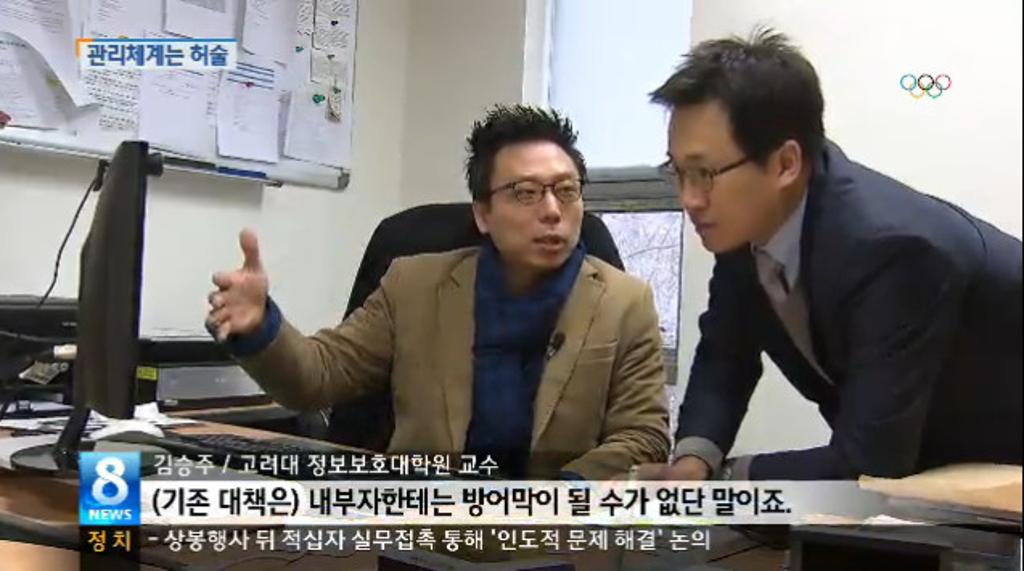 관리체계는 허술
김승주 / 고려대 정보보호대학원 교수
8
NEWS
(기존 대책은) 내부자한테는 방어막이 될 수가 없단 말이죠.
정치 - 상봉행사 뒤 적십자 실무접촉 통해 '인도적 문제 해결' 논의